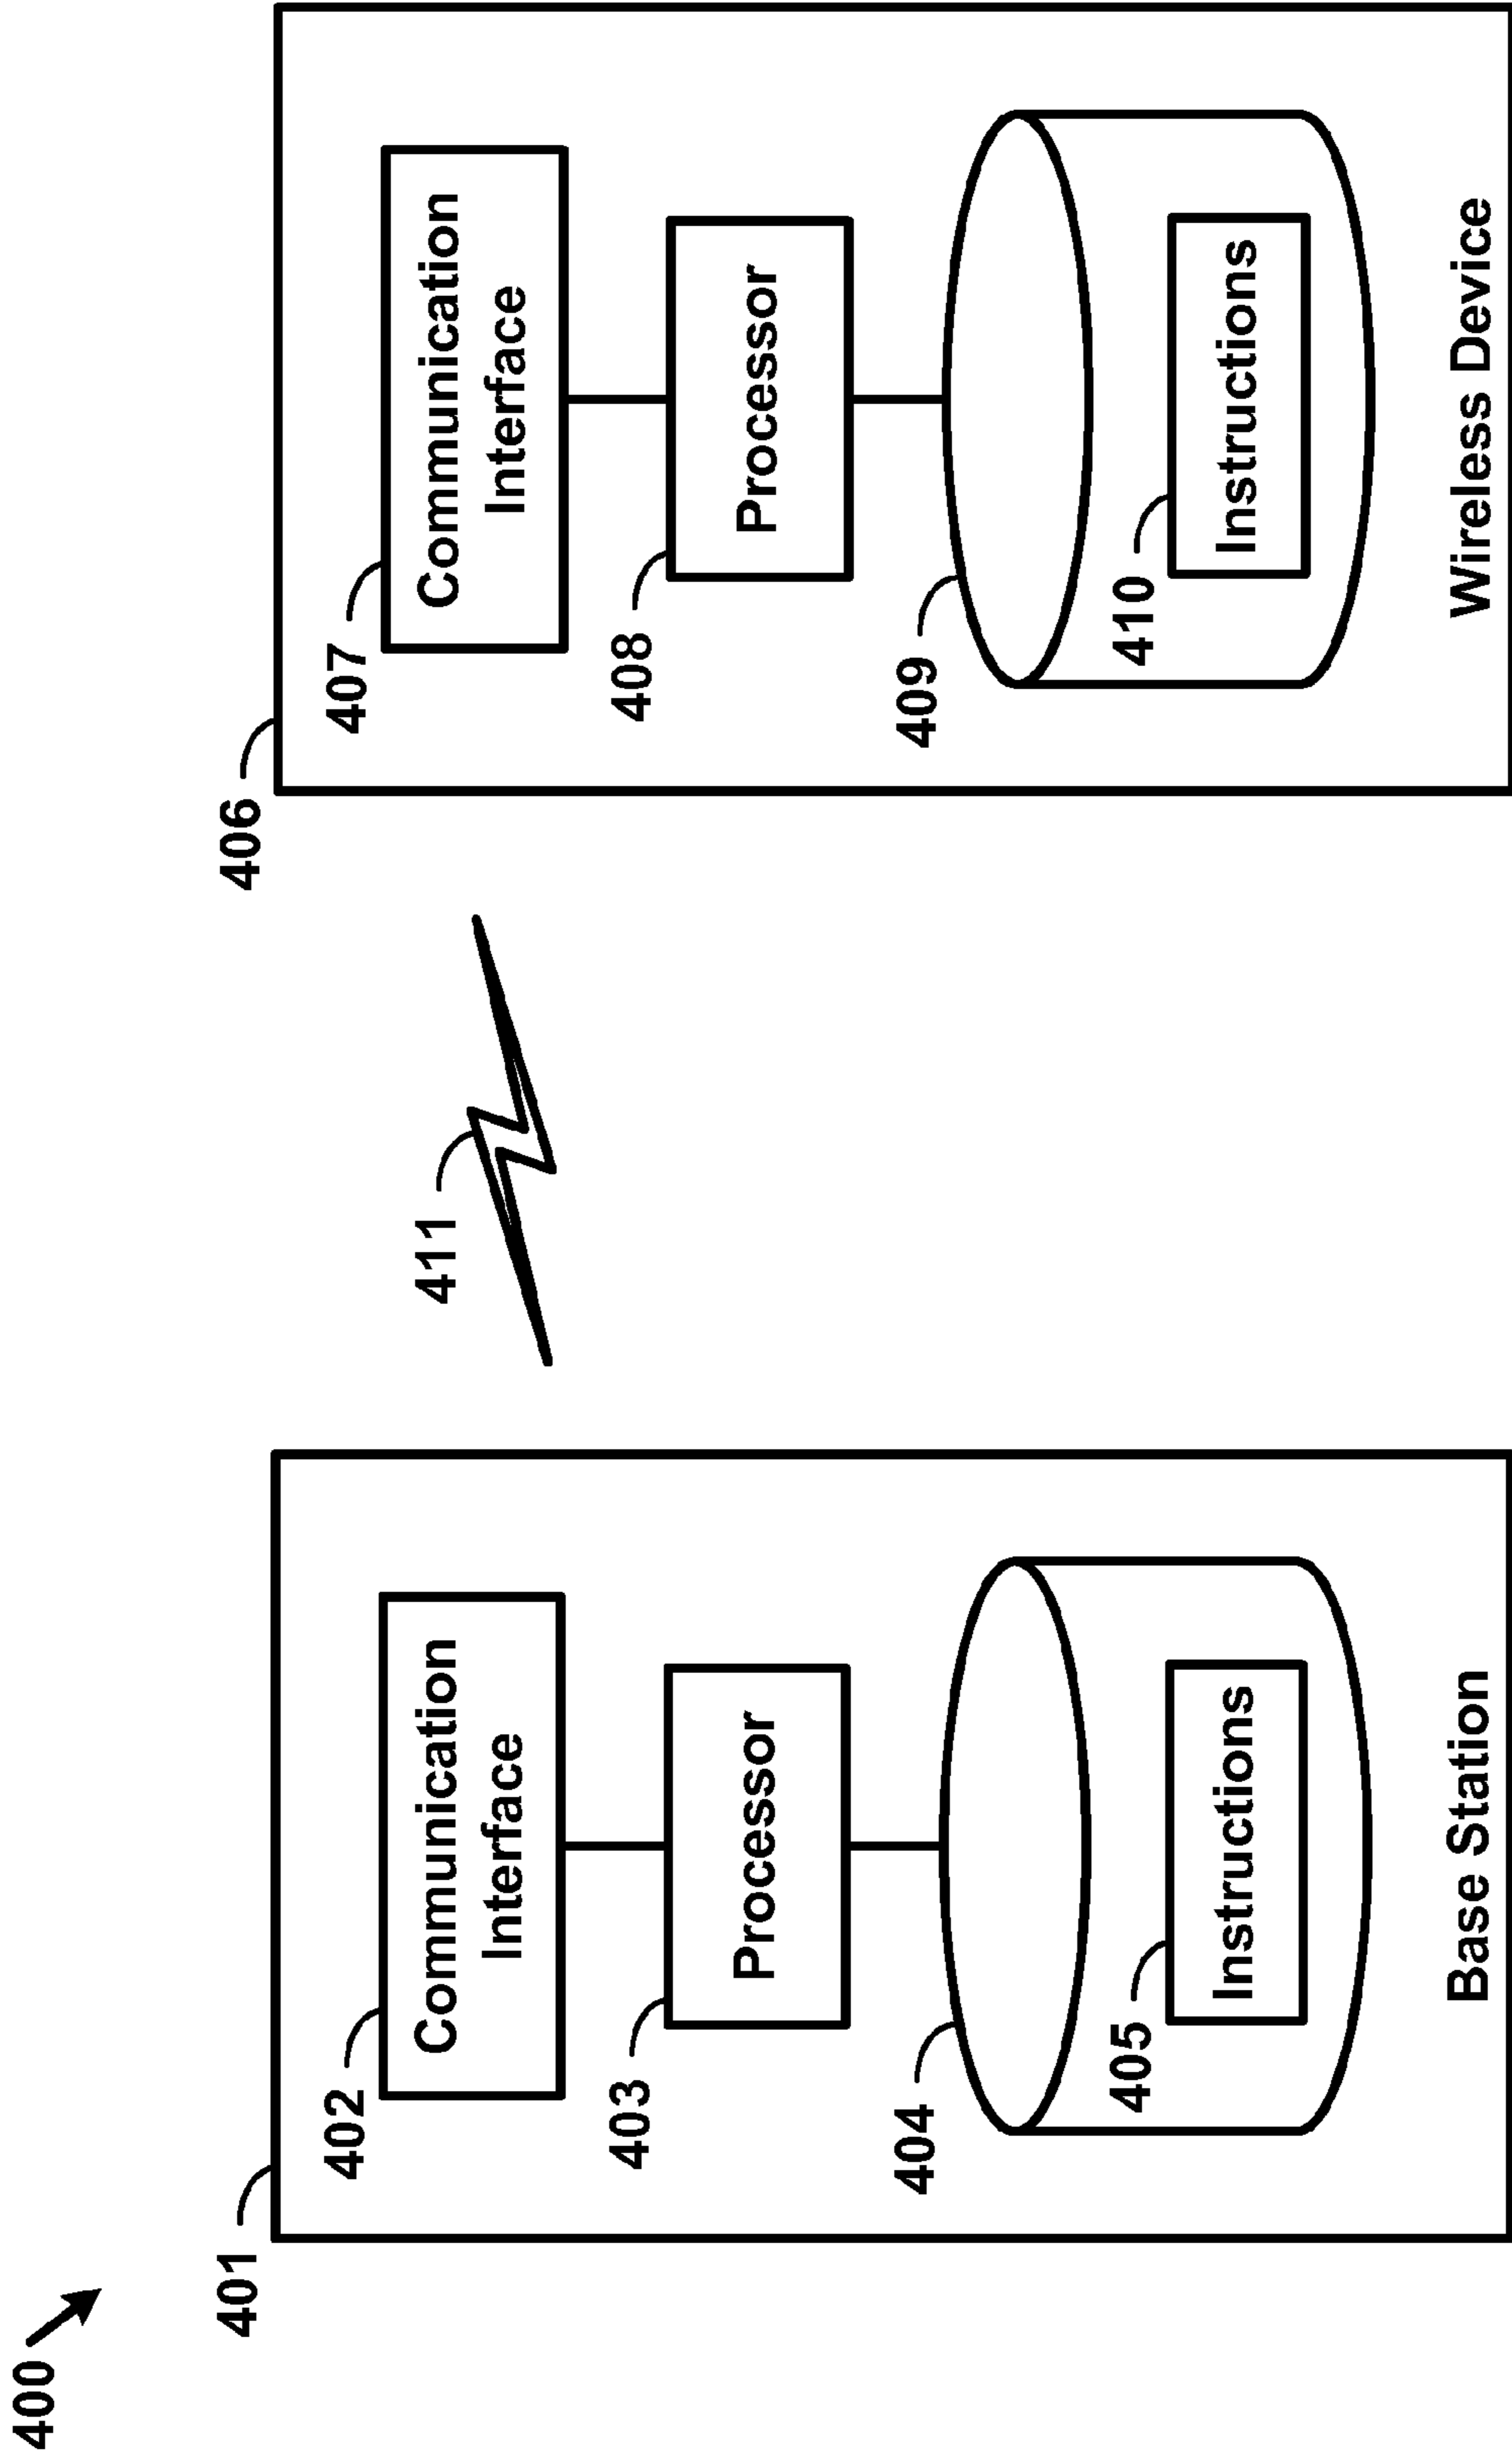 400
401
402
Communication
Interface
403
Processor
404
405
Instructions
Base Station
411
406
407
Communication
Interface
408
Processor
409
410
Instructions
Wireless Device